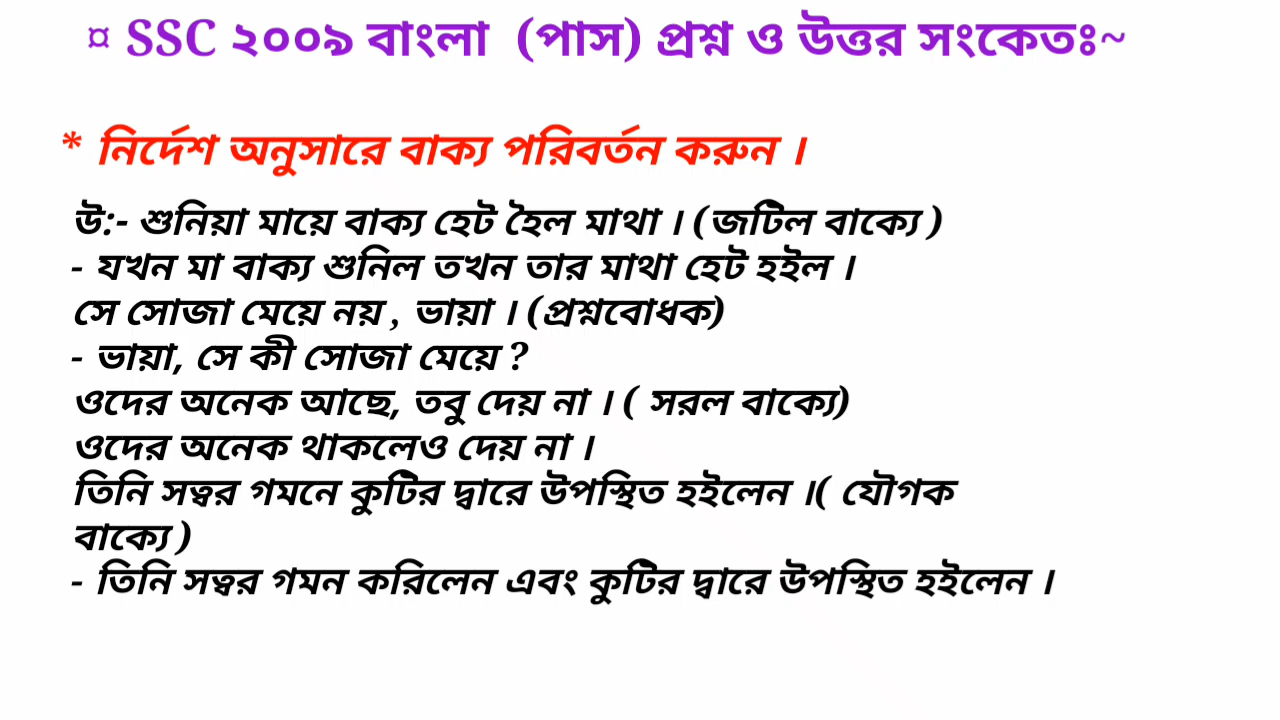 ¤ SSC ২০০৯ বাংলা (পাস) প্রশ্ন ও উত্তর সংকেতঃ~
* নির্দেশ অনুসারে বাক্য পরিবর্তন করুন ।
উ:- শুনিয়া মায়ে বাক্য হেট হৈল মাথা । (জটিল বাক্যে )
- যখন মা বাক্য শুনিল তখন তার মাথা হেট হইল ।
সে সোজা মেয়ে নয় , ভায়া । (প্রশ্নবোধক)
- ভায়া, সে কী সোজা মেয়ে ?
ওদের অনেক আছে, তবু দেয় না । ( সরল বাক্যে)
ওদের অনেক থাকলেও দেয় না ।
তিনি সত্বর গমনে কুটির দ্বারে উপস্থিত হইলেন ।( যৌগক
বাক্যে )
- তিনি সত্বর গমন করিলেন এবং কুটির দ্বারে উপস্থিত হইলেন ।